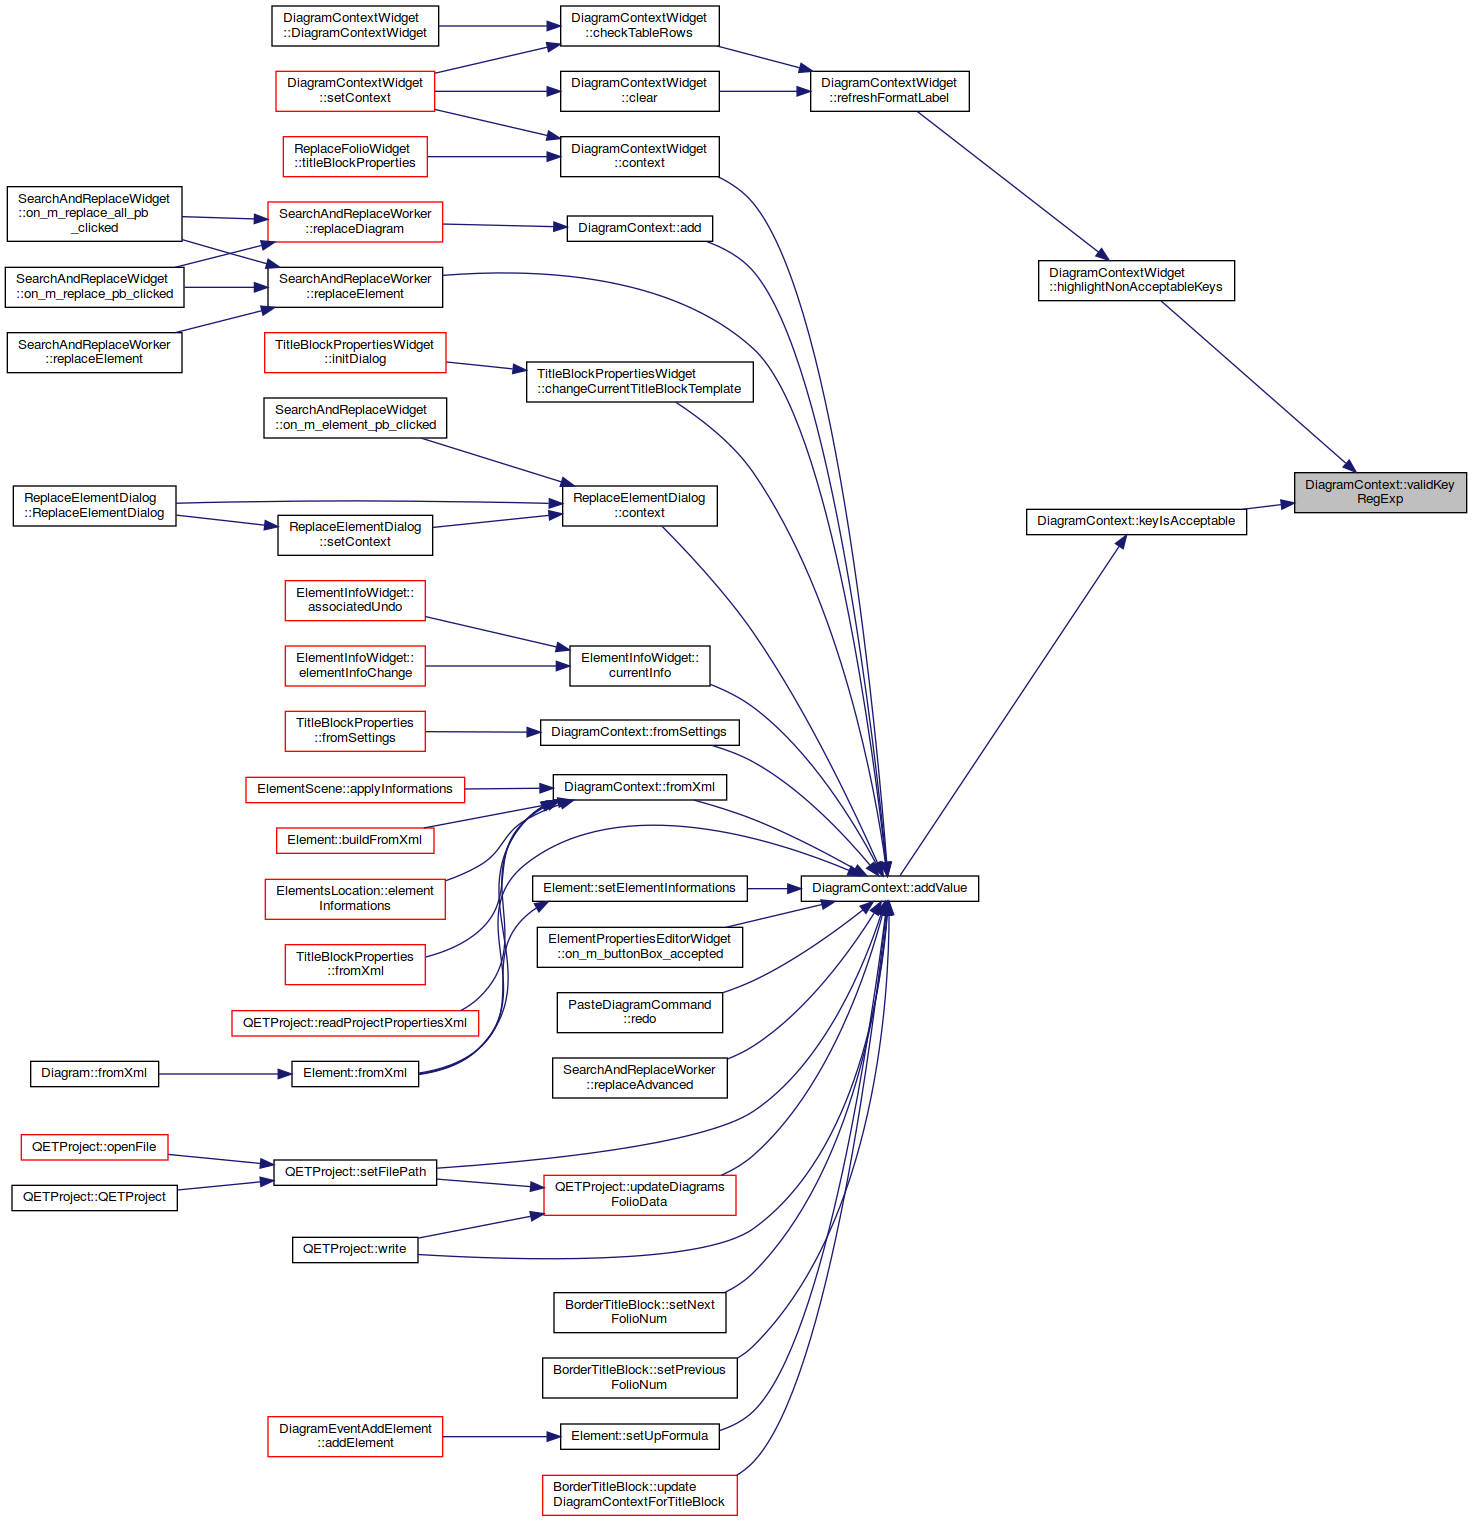 DiagramContextWidget
::DiagramContextWidget
DiagramContextWidget
::checkTableRows
DiagramContextWidget
::setContext
DiagramContextWidget
::clear
DiagramContextWidget
::refreshFormatLabel
ReplaceFolioWidget
::titleBlockProperties
DiagramContextWidget
::context
SearchAndReplaceWidget
::on_m_replace_all_pb
_clicked
SearchAndReplaceWorker
::replaceDiagram
DiagramContext::add
SearchAndReplaceWidget
::on_m_replace_pb_clicked
SearchAndReplaceWorker
::replaceElement
DiagramContextWidget
::highlightNonAcceptableKeys
SearchAndReplaceWorker
::replaceElement
TitleBlockPropertiesWidget
::initDialog
TitleBlockPropertiesWidget
::changeCurrentTitleBlockTemplate
SearchAndReplaceWidget
::on_m_element_pb_clicked
ReplaceElementDialog
::ReplaceElementDialog
ReplaceElementDialog
::setContext
ReplaceElementDialog
::context
DiagramContext::validKey
RegExp
DiagramContext::keyIsAcceptable
ElementInfoWidget::
associatedUndo
ElementInfoWidget::
elementInfoChange
ElementInfoWidget::
currentInfo
TitleBlockProperties
::fromSettings
DiagramContext::fromSettings
ElementScene::applyInformations
DiagramContext::fromXml
Element::buildFromXml
ElementsLocation::element
Informations
Element::setElementInformations
DiagramContext::addValue
TitleBlockProperties
::fromXml
ElementPropertiesEditorWidget
::on_m_buttonBox_accepted
QETProject::readProjectPropertiesXml
PasteDiagramCommand
::redo
Diagram::fromXml
Element::fromXml
SearchAndReplaceWorker
::replaceAdvanced
QETProject::openFile
QETProject::setFilePath
QETProject::QETProject
QETProject::updateDiagrams
FolioData
QETProject::write
BorderTitleBlock::setNext
FolioNum
BorderTitleBlock::setPrevious
FolioNum
DiagramEventAddElement
::addElement
Element::setUpFormula
BorderTitleBlock::update
DiagramContextForTitleBlock